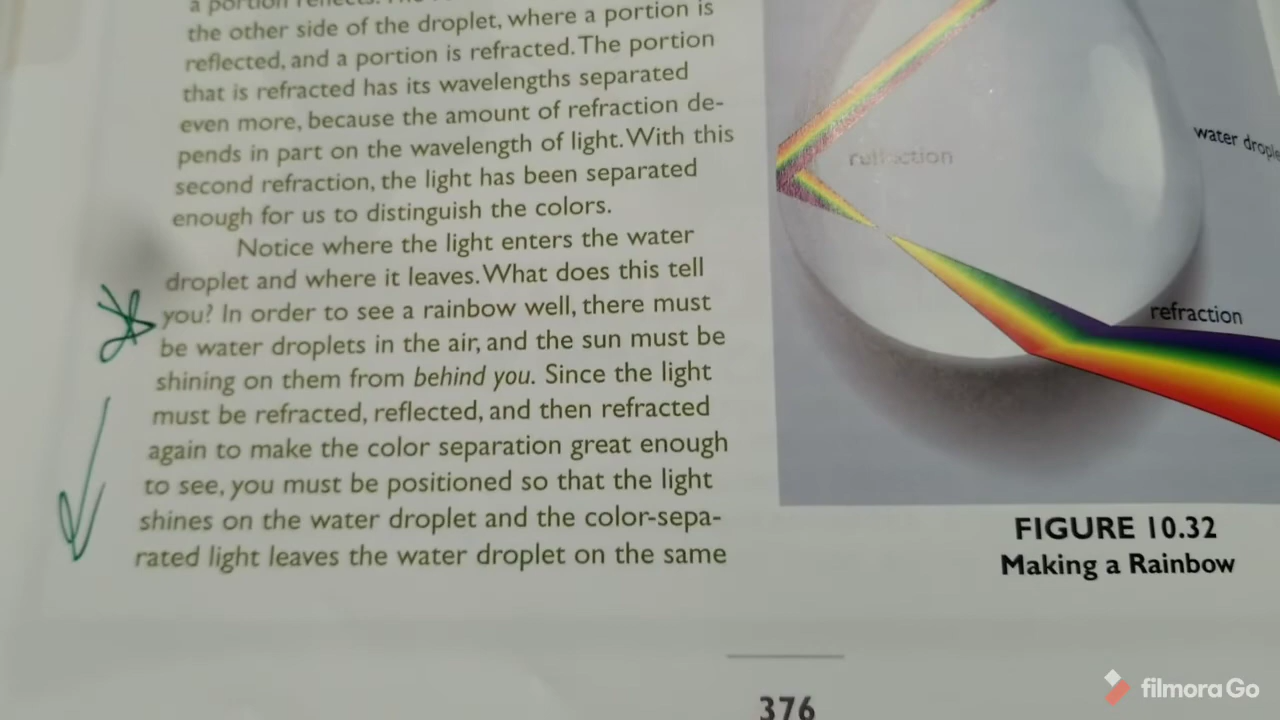 a portion reflects. The
the other side of the droplet, where a portion is
reflected, and a portion is refracted. The portion
that is refracted has its wavelengths separated
even more, because the amount of refraction de-
pends in part on the wavelength of light. With this
second refraction, the light has been separated
enough for us to distinguish the colors.
Notice where the light enters the water
droplet and where it leaves. What does this tell
you? In order to see a rainbow well, there must
be water droplets in the air, and the sun must be
shining on them from behind you. Since the light
must be refracted, reflected, and then refracted
again to make the color separation great enough
to see, you must be positioned so that the light
shines on the water droplet and the color-sepa-
rated light leaves the water droplet on the same
water drople
reflection
refraction
FIGURE 10.32
Making a Rainbow
376
filmora Go